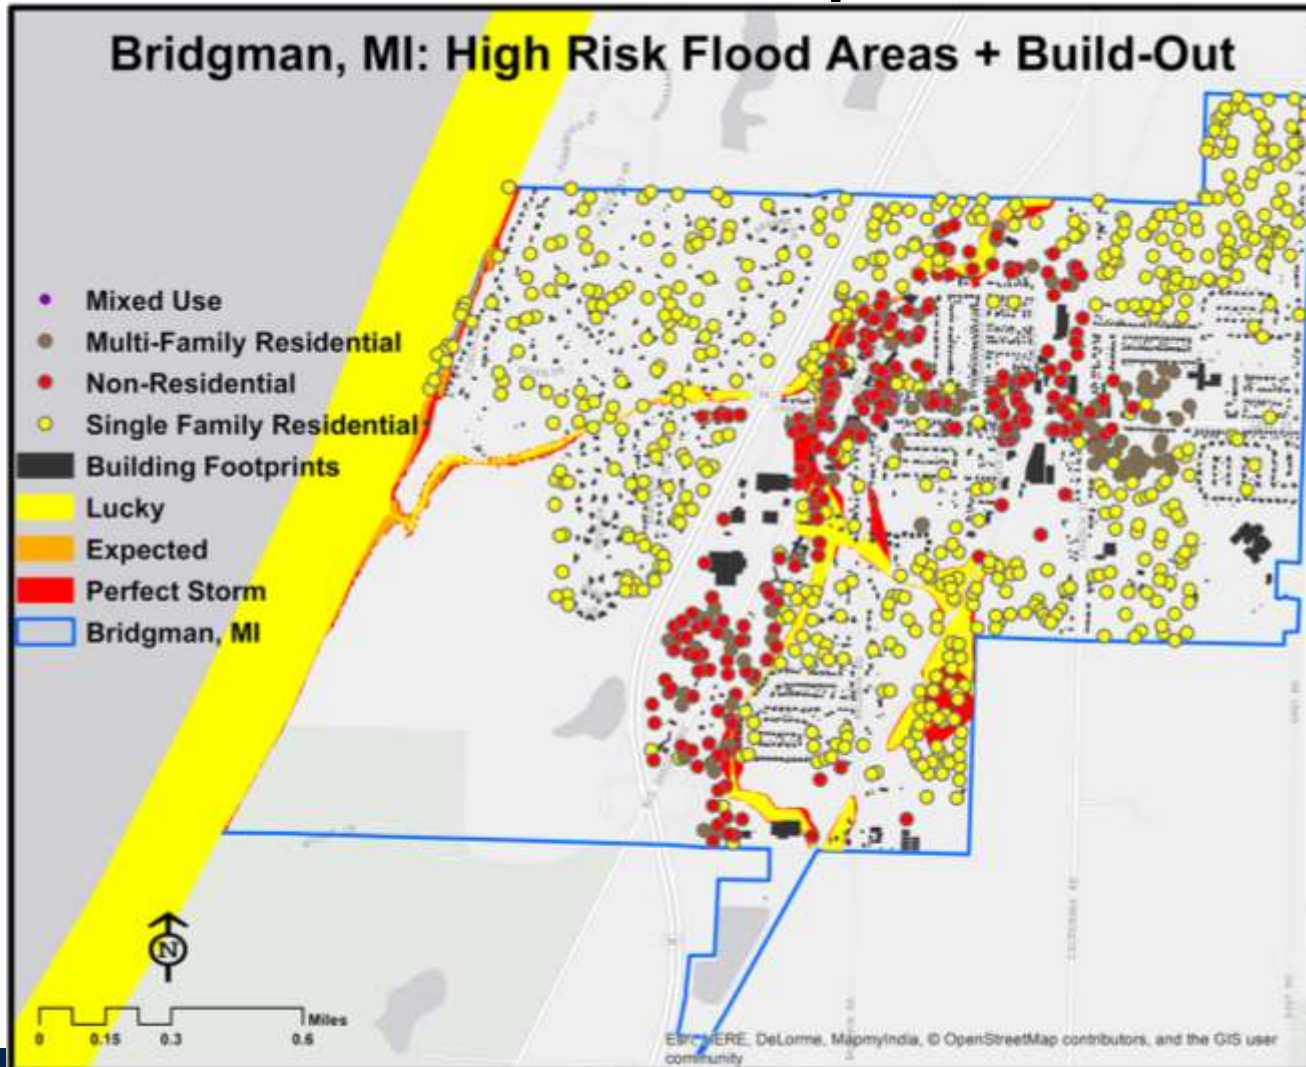 Bridgman, MI: High Risk Flood Areas + Build-Out
Mixed Use
Multi-Family Residential
Non-Residential
Single Family Residential
Building Footprints
Lucky
Expected
Perfect Storm
Bridgman, MI
N
Miles
0 0.15 0.3 0.6
HERE, DeLorme, MapmyIndia, © OpenStreetMap contributors, and the GIS user
community